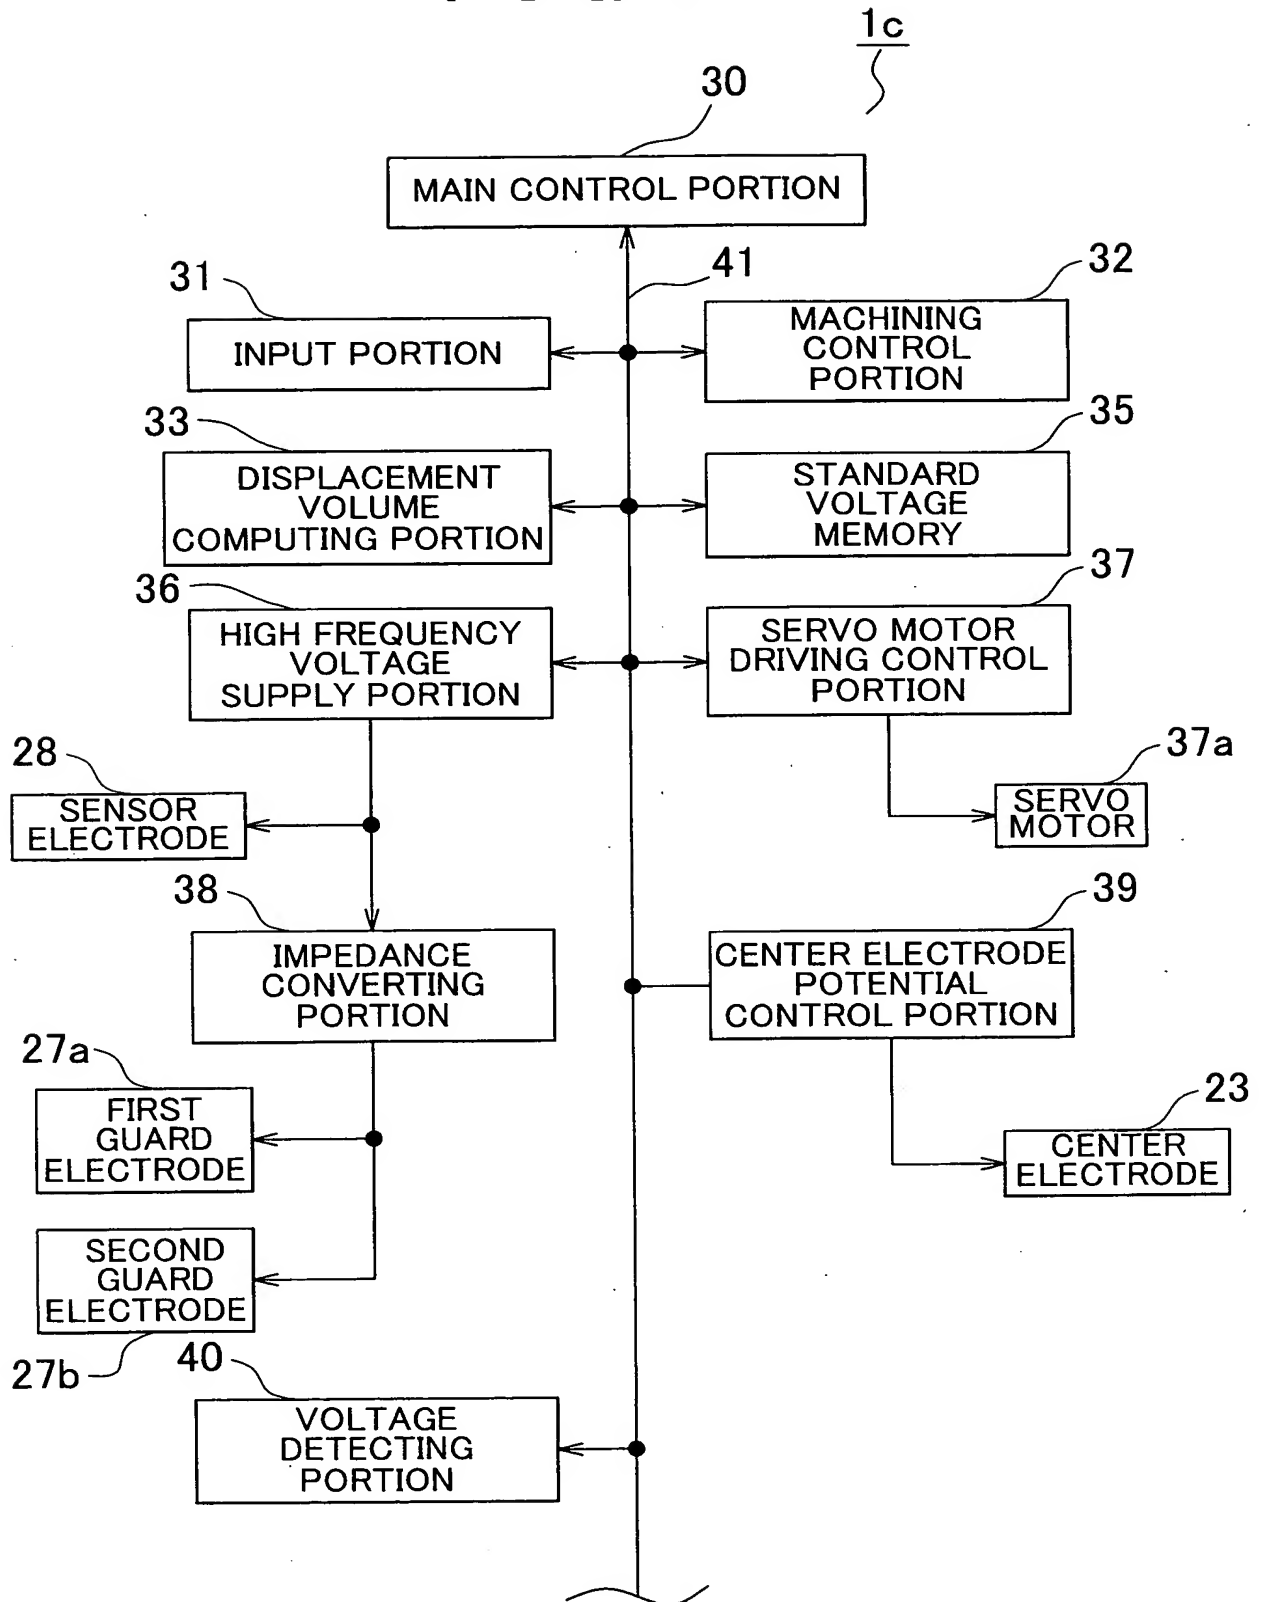 1c
30
MAIN CONTROL PORTION
41
31
INPUT PORTION
32
MACHINING
CONTROL
PORTION
33
DISPLACEMENT
VOLUME
COMPUTING PORTION
35
STANDARD
VOLTAGE
MEMORY
36
HIGH FREQUENCY
VOLTAGE
SUPPLY PORTION
37
SERVO MOTOR
DRIVING CONTROL
PORTION
28
SENSOR
ELECTRODE
37a
SERVO
MOTOR
38
IMPEDANCE
CONVERTING
PORTION
39
CENTER ELECTRODE
POTENTIAL
CONTROL PORTION
27a
FIRST
GUARD
ELECTRODE
23
CENTER
ELECTRODE
SECOND
GUARD
ELECTRODE
27b
40
VOLTAGE
DETECTING
PORTION